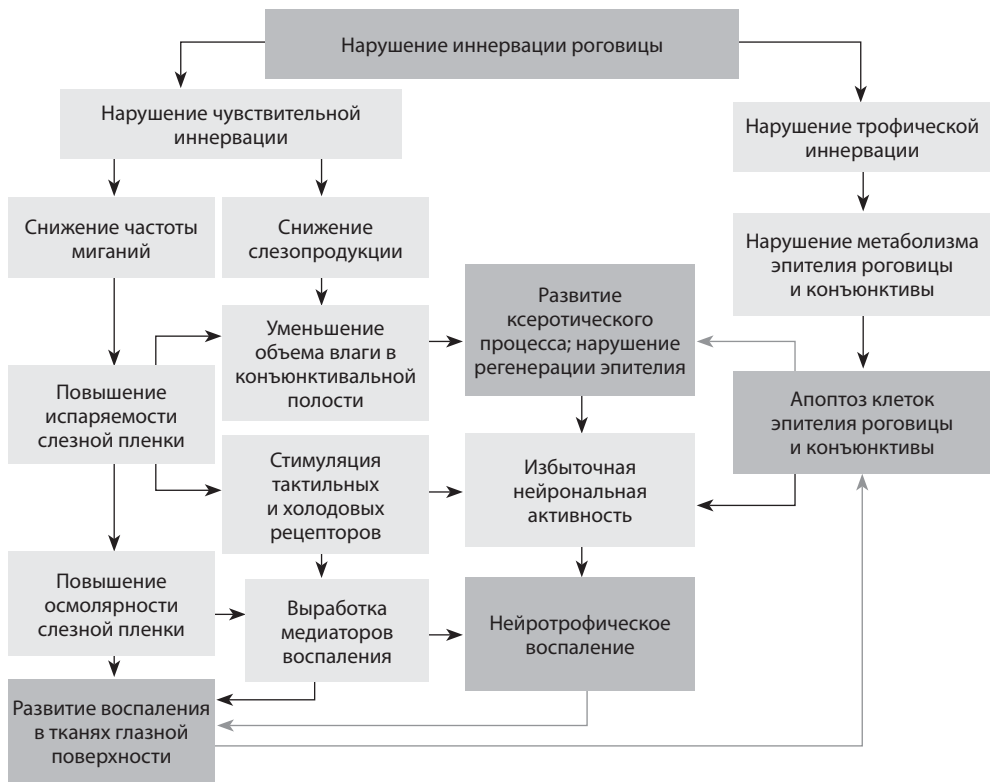 Нарушение иннервации роговицы
Нарушение чувствительной
иннервации
Нарушение трофической
иннервации
Снижение частоты
миганий
Снижение
слезопродукции
Нарушение метаболизма
эпителия роговицы
и конъюнктивы
Уменьшение
объема влаги в
конъюнктивальной
полости
Развитие
ксеротического
процесса; нарушение
регенерации эпителия
Повышение
испаряемости
слезной пленки
Апоптоз клеток
эпителия роговицы
и конъюнктивы
Стимуляция
тактильных
и холодовых
рецепторов
Избыточная
нейрональная
активность
Повышение
осмолярности
слезной пленки
Выработка
медиаторов
воспаления
Нейротрофическое
воспаление
Развитие воспаления
в тканях глазной
поверхности